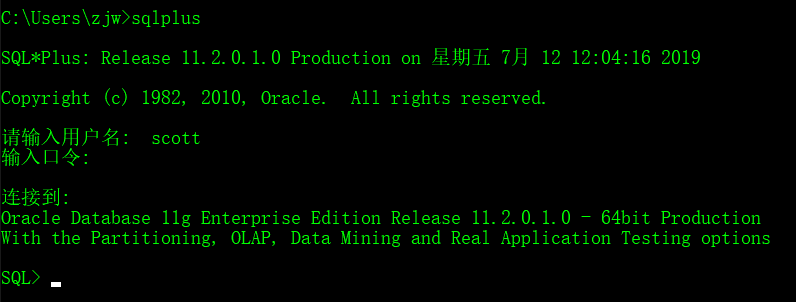 C:\Users\zjw>sqlplus
SQL*Plus: Release 11.2.0.1.0 Production on 星期五 7月 12 12:04:16 2019
Copyright (c) 1982, 2010, Oracle.  All rights reserved.
请输入用户名:  scott
输入口令:
连接到:
Oracle Database 11g Enterprise Edition Release 11.2.0.1.0 - 64bit Production
With the Partitioning, OLAP, Data Mining and Real Application Testing options
SQL>